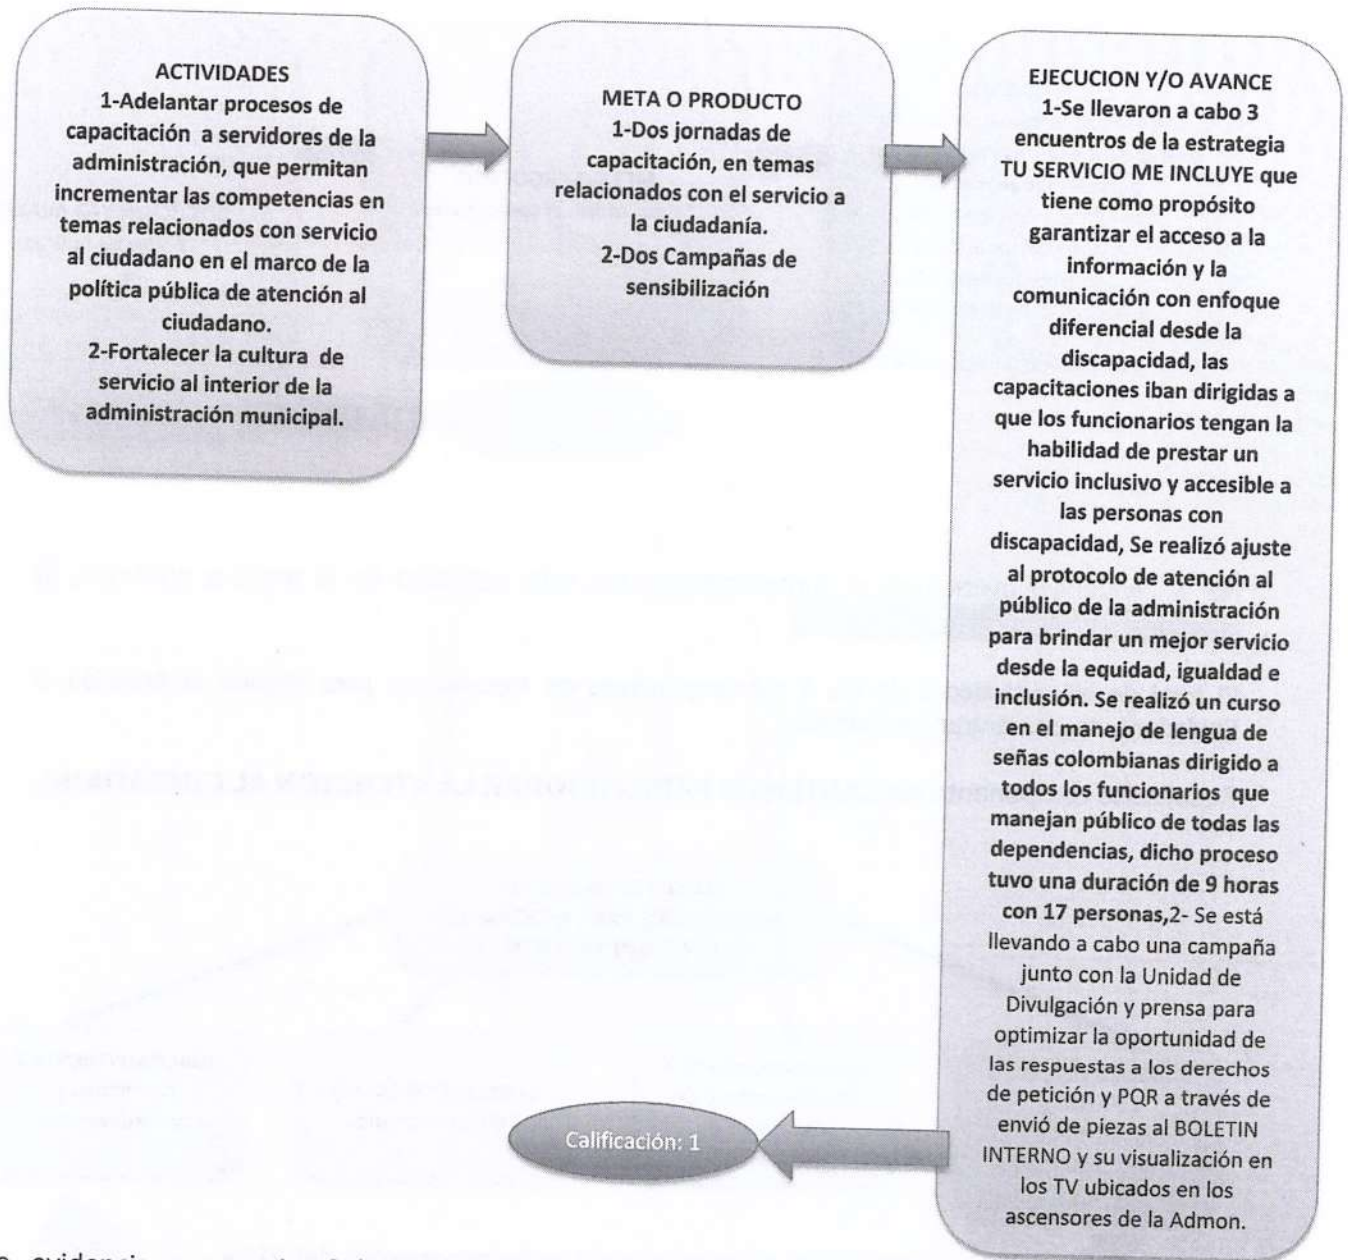 ACTIVIDADES
1-Adelantar procesos de
capacitación a servidores de la
administración, que permitan
incrementar las competencias en
temas relacionados con servicio
al ciudadano en el marco de la
política pública de atención al
ciudadano.
2-Fortalecer la cultura de
servicio al interior de la
administración municipal.
META O PRODUCTO
1-Dos jornadas de
capacitación, en temas
relacionados con el servicio a
la ciudadanía.
2-Dos Campañas de
sensibilización
EJECUCION Y/O AVANCE
1-Se llevaron a cabo 3
encuentros de la estrategia
TU SERVICIO ME INCLUYE que
tiene como propósito
garantizar el acceso a la
información y la
comunicación con enfoque
diferencial desde la
discapacidad, las
capacitaciones iban dirigidas a
que los funcionarios tengan la
habilidad de prestar un
servicio inclusivo y accesible a
las personas con
discapacidad, Se realizó ajuste
al protocolo de atención al
público de la administración
para brindar un mejor servicio
desde la equidad, igualdad e
inclusión. Se realizó un curso
en el manejo de lengua de
señas colombianas dirigido a
todos los funcionarios que
manejan público de todas las
dependencias, dicho proceso
tuvo una duración de 9 horas
con 17 personas,2- Se está
llevando a cabo una campaña
junto con la Unidad de
Divulgación y prensa para
optimizar la oportunidad de
las respuestas a los derechos
de petición y PQR a través de
envió de piezas al BOLETIN
INTERNO y su visualización en
los TV ubicados en los
ascensores de la Admon.
Calificación: 1